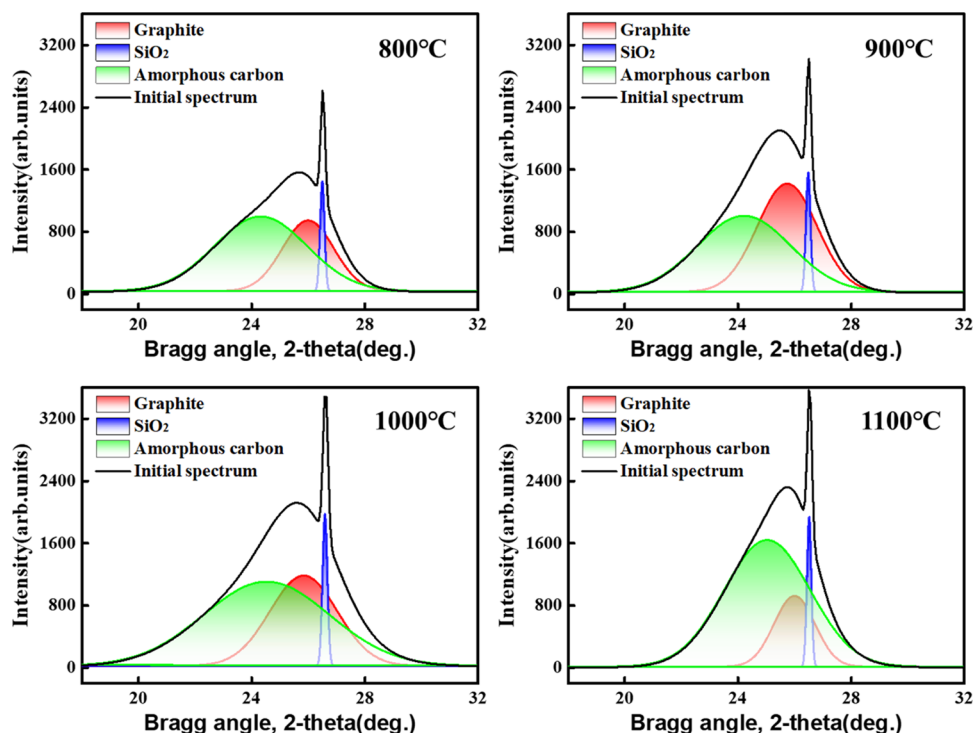 Graphite
SiO₂
Amorphous carbon
Initial spectrum
800°C
3200
2400
1600
800
0
Intensity(arb.units)
20 24 28 32
Bragg angle, 2-theta(deg.)
Graphite
SiO₂
Amorphous carbon
Initial spectrum
900°C
3200
2400
1600
800
0
Intensity(arb.units)
20 24 28 32
Bragg angle, 2-theta(deg.)
Graphite
SiO₂
Amorphous carbon
Initial spectrum
1000°C
3200
2400
1600
800
0
Intensity(arb.units)
20 24 28 32
Bragg angle, 2-theta(deg.)
Graphite
SiO₂
Amorphous carbon
Initial spectrum
1100°C
3200
2400
1600
800
0
Intensity(arb.units)
20 24 28 32
Bragg angle, 2-theta(deg.)